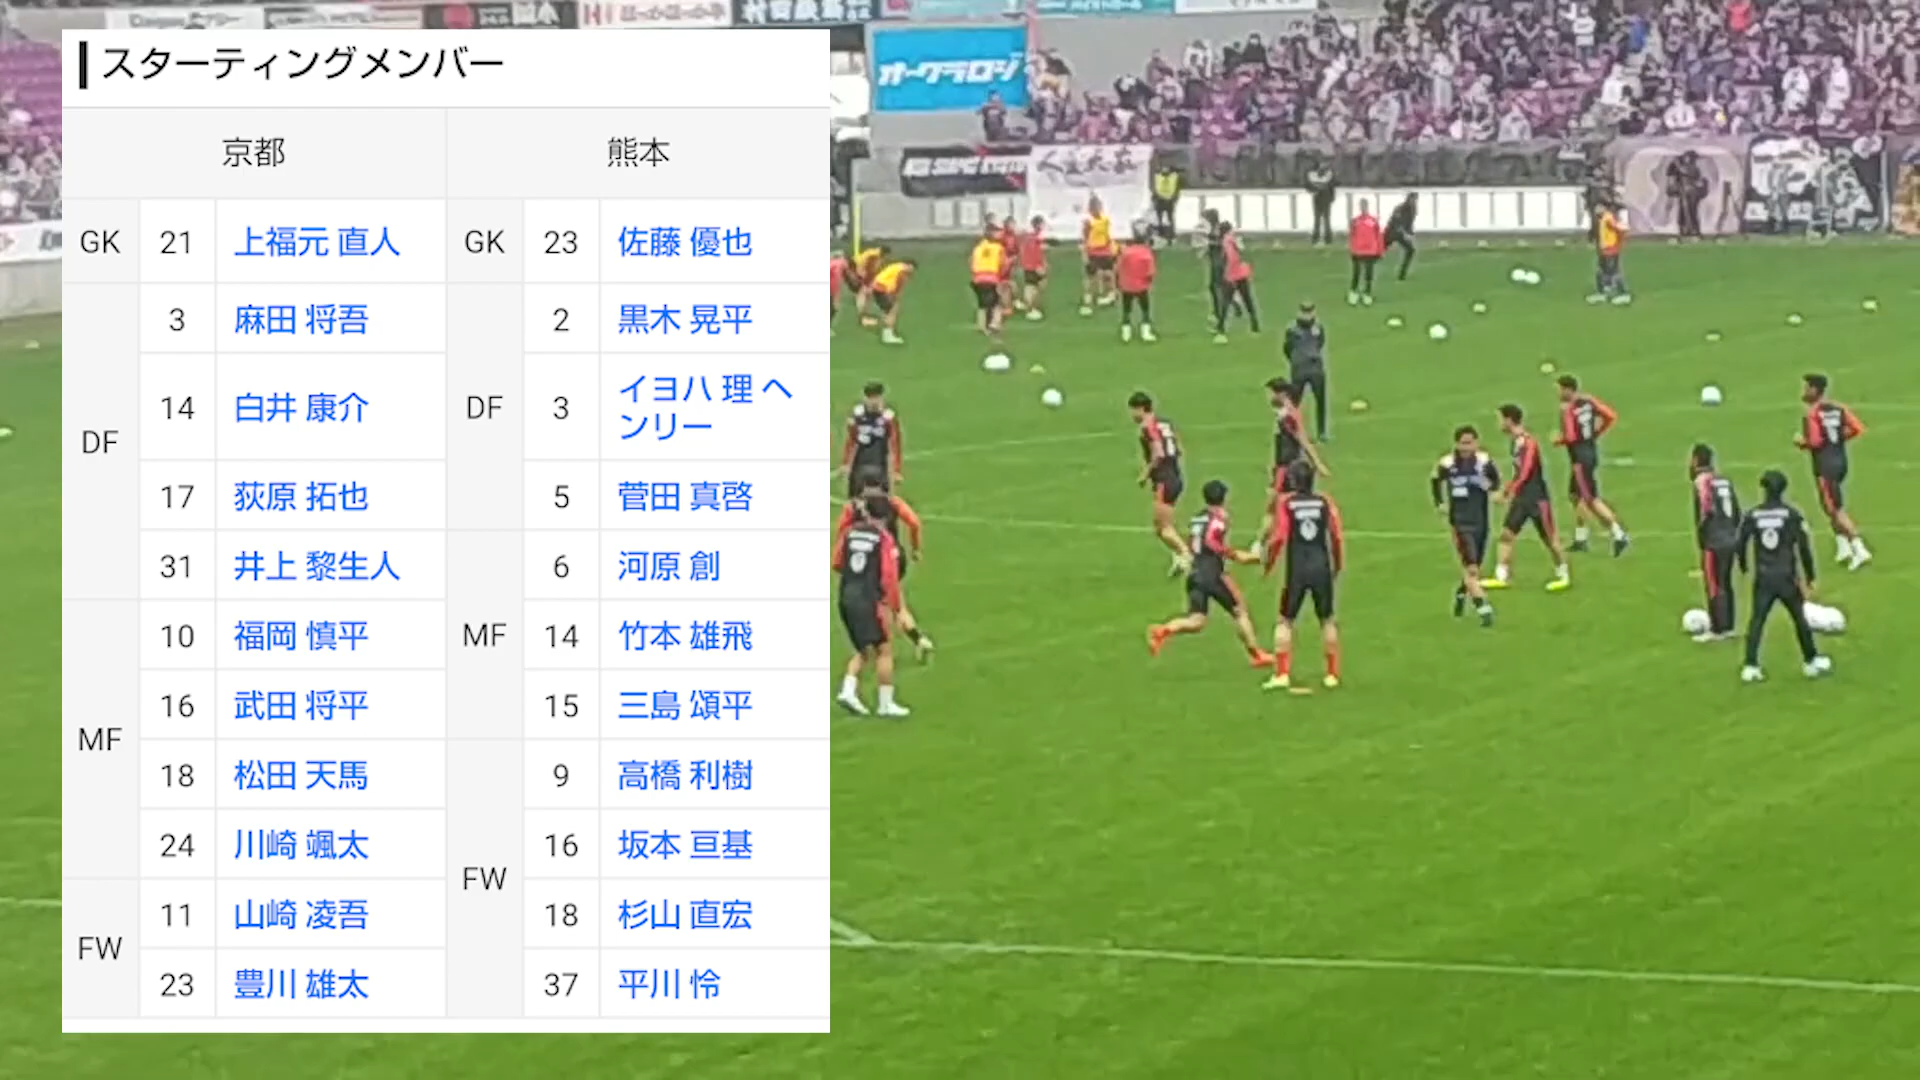 スターティングメンバー
京都 熊本
GK 21 上福元 直人 GK 23 佐藤 優也
DF 3 麻田 将吾 DF 2 黒木 晃平
14 白井 康介 3 イヨハ 理 ヘ
ンリー
17 荻原 拓也 5 菅田 真啓
31 井上 黎生人 MF 6 河原 創
MF 10 福岡 慎平 14 竹本 雄飛
16 武田 将平 15 三島 頌平
18 松田 天馬 FW 9 高橋 利樹
24 川崎 颯太 16 坂本 亘基
FW 11 山崎 凌吾 18 杉山 直宏
23 豊川 雄太 37 平川 怜
オークラロジ